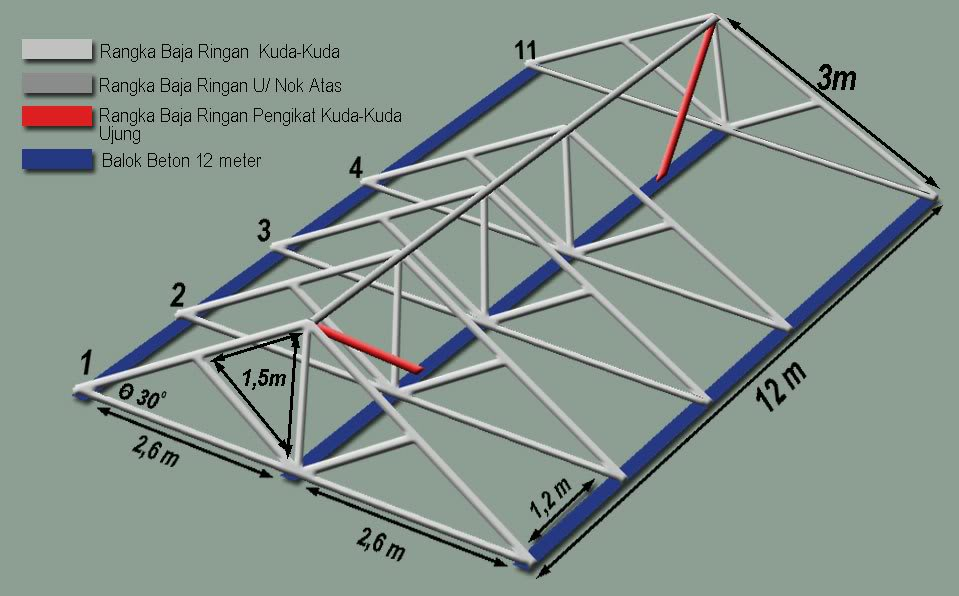 Rangka Baja Ringan Kuda-Kuda
Rangka Baja Ringan U/ Nok Atas
Rangka Baja Ringan Pengikat Kuda-Kuda
Ujung
Balok Beton 12 meter
11
3m
4
3
2
1
1,5m
Θ 30°
2,6 m
2,6 m
1,2 m
12 m